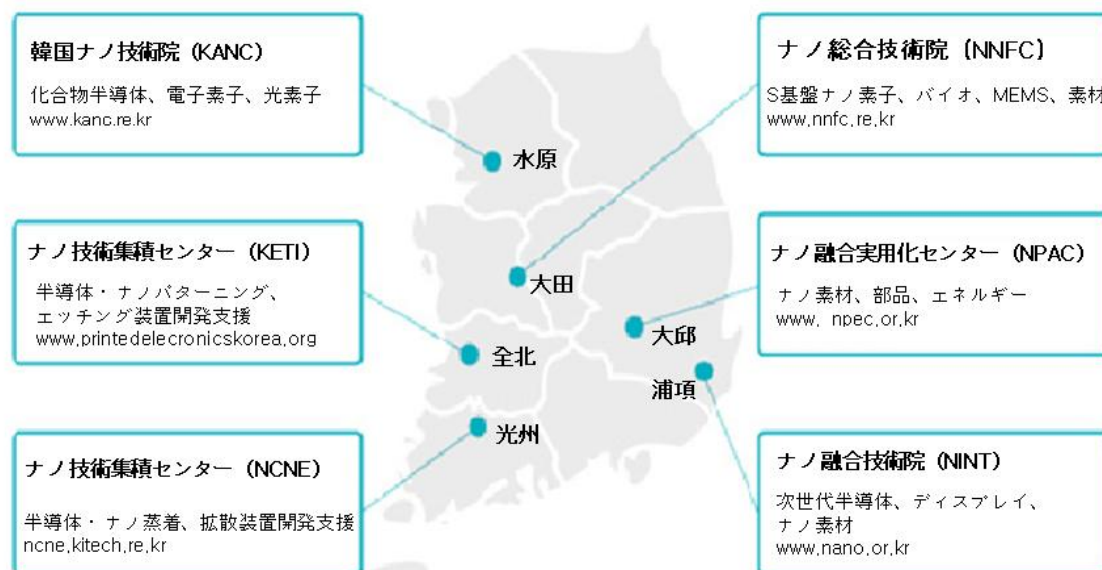 韓国ナノ技術院 (KANC)
化合物半導体、電子素子、光素子
www.kanc.re.kr
ナノ総合技術院 (NNFC)
S基盤ナノ素子、バイオ、MEMS、素材
www.nnfc.re.kr
水原
ナノ技術集積センター (KETI)
半導体・ナノパターニング、
エッチング装置開発支援
www.printedelecronicskorea.org
大田
ナノ融合実用化センター (NPAC)
ナノ素材、部品、エネルギー
www. npec.or.kr
大邱
全北
浦項
光州
ナノ技術集積センター (NCNE)
半導体・ナノ蒸着、拡散装置開発支援
ncne.kitech.re.kr
ナノ融合技術院 (NINT)
次世代半導体、ディスプレイ、
ナノ素材
www.nano.or.kr